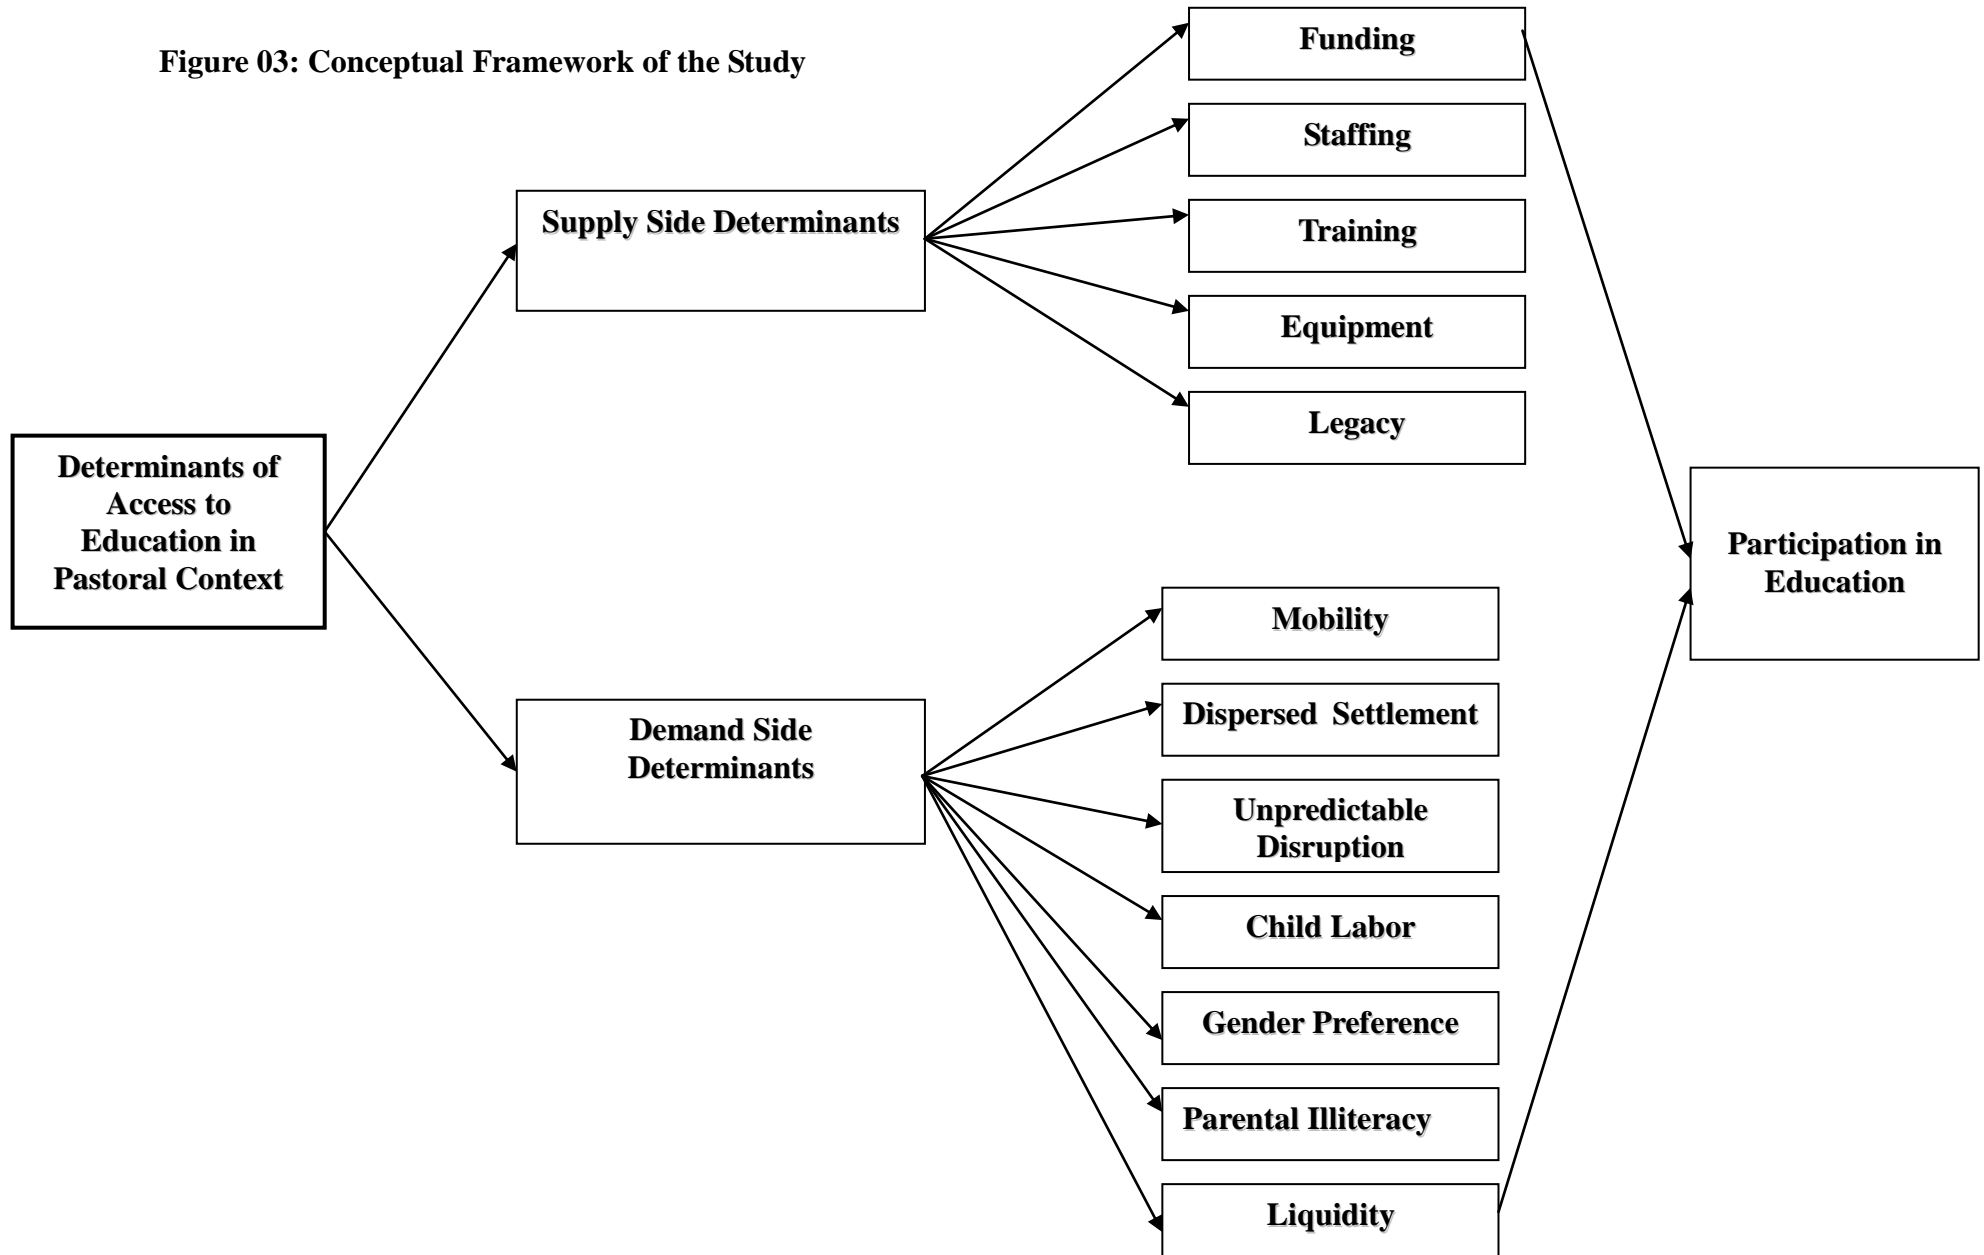 Figure 03: Conceptual Framework of the Study
Funding
Staffing
Supply Side Determinants
Training
Equipment
Legacy
Determinants of
Access to
Education in
Pastoral Context
Participation in
Education
Mobility
Demand Side
Determinants
Dispersed Settlement
Unpredictable
Disruption
Child Labor
Gender Preference
Parental Illiteracy
Liquidity